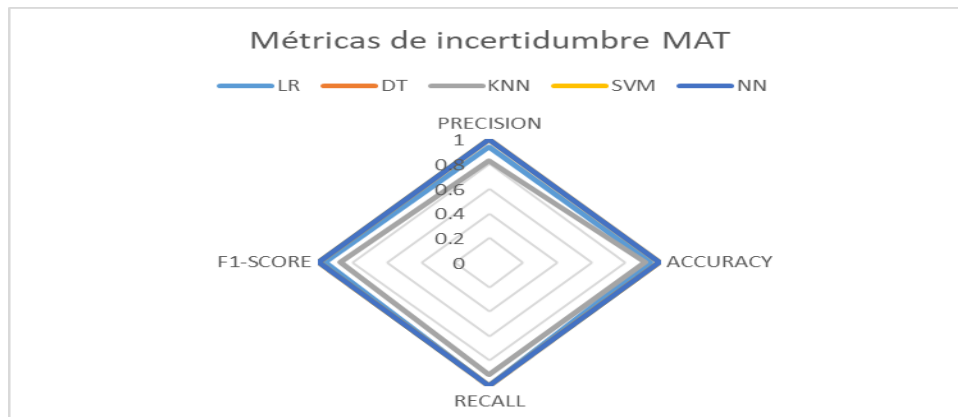 Métricas de incertidumbre MAT
LR DT KNN SVM NN
PRECISION
1
0.8
0.6
0.4
0.2
0
F1-SCORE
ACCURACY
RECALL